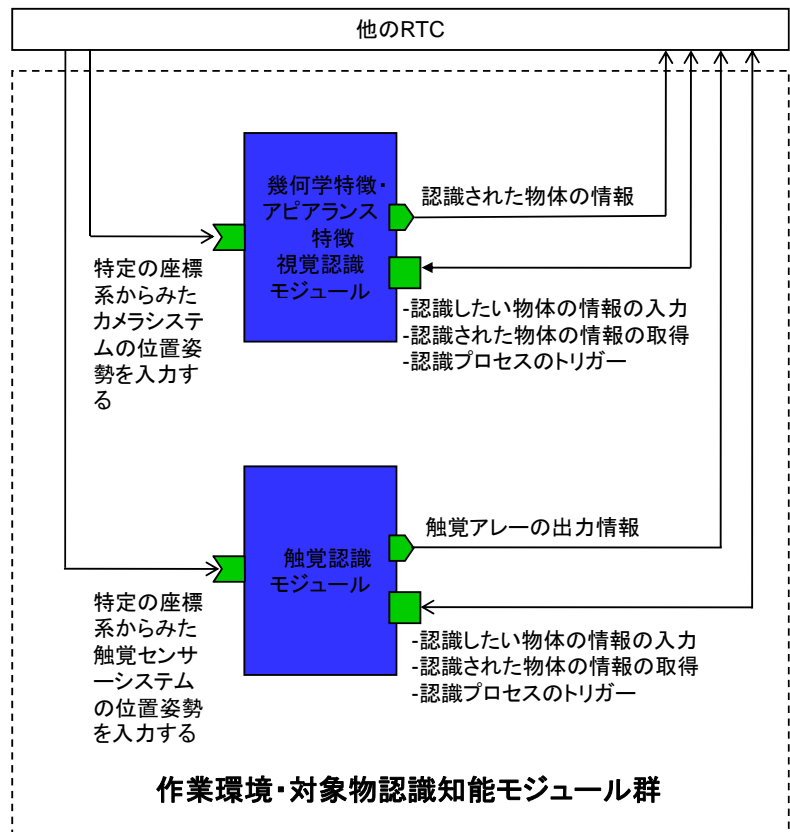 他のRTC
幾何学特徴・
アピアランス
特徴
視覚認識
モジュール
認識された物体の情報
特定の座標
系からみた
カメラシステ
ムの位置姿
勢を入力す
る
-認識したい物体の情報の入力
-認識された物体の情報の取得
-認識プロセスのトリガー
触覚認識
モジュール
触覚アレーの出力情報
特定の座標
系からみた
触覚センサ
ーシステム
の位置姿勢
を入力する
-認識したい物体の情報の入力
-認識された物体の情報の取得
-認識プロセスのトリガー
作業環境・対象物認識知能モジュール群